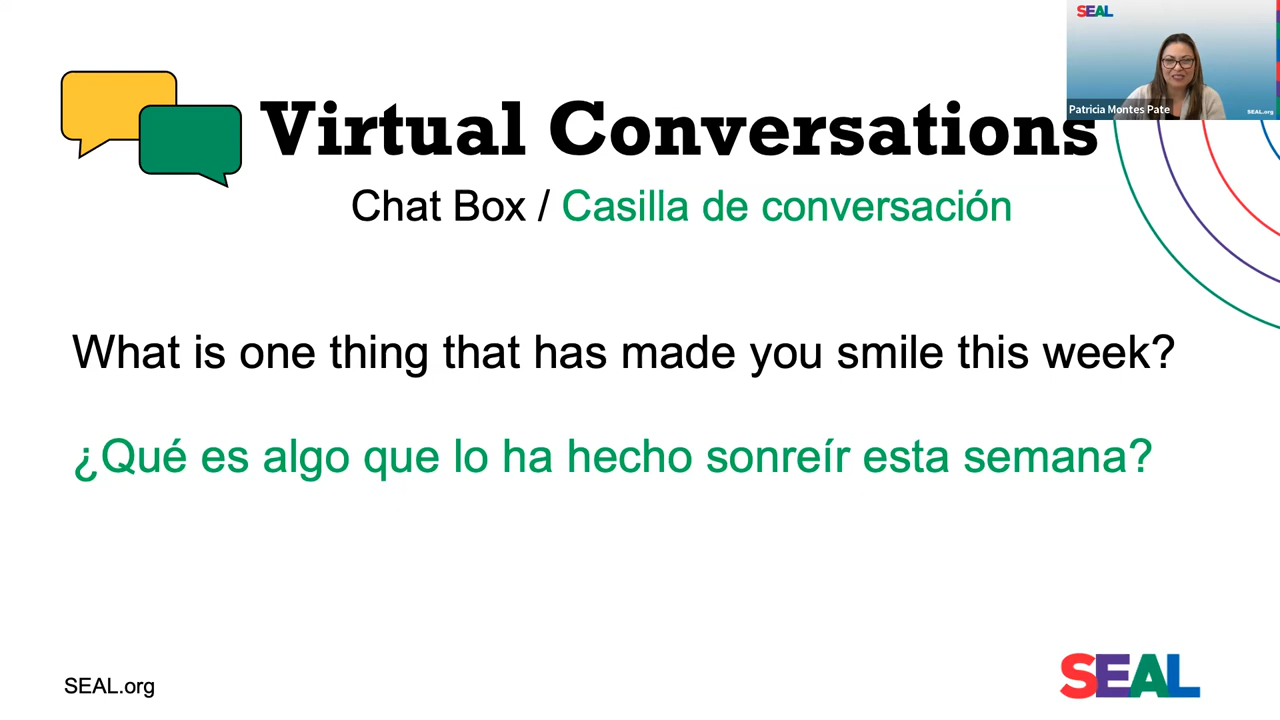 SEAL
Patricia Montes Pate
SEAL.org
Virtual Conversations
Chat Box / Casilla de conversación
What is one thing that has made you smile this week?
¿Qué es algo que lo ha hecho sonreír esta semana?
SEAL.org
SEAL